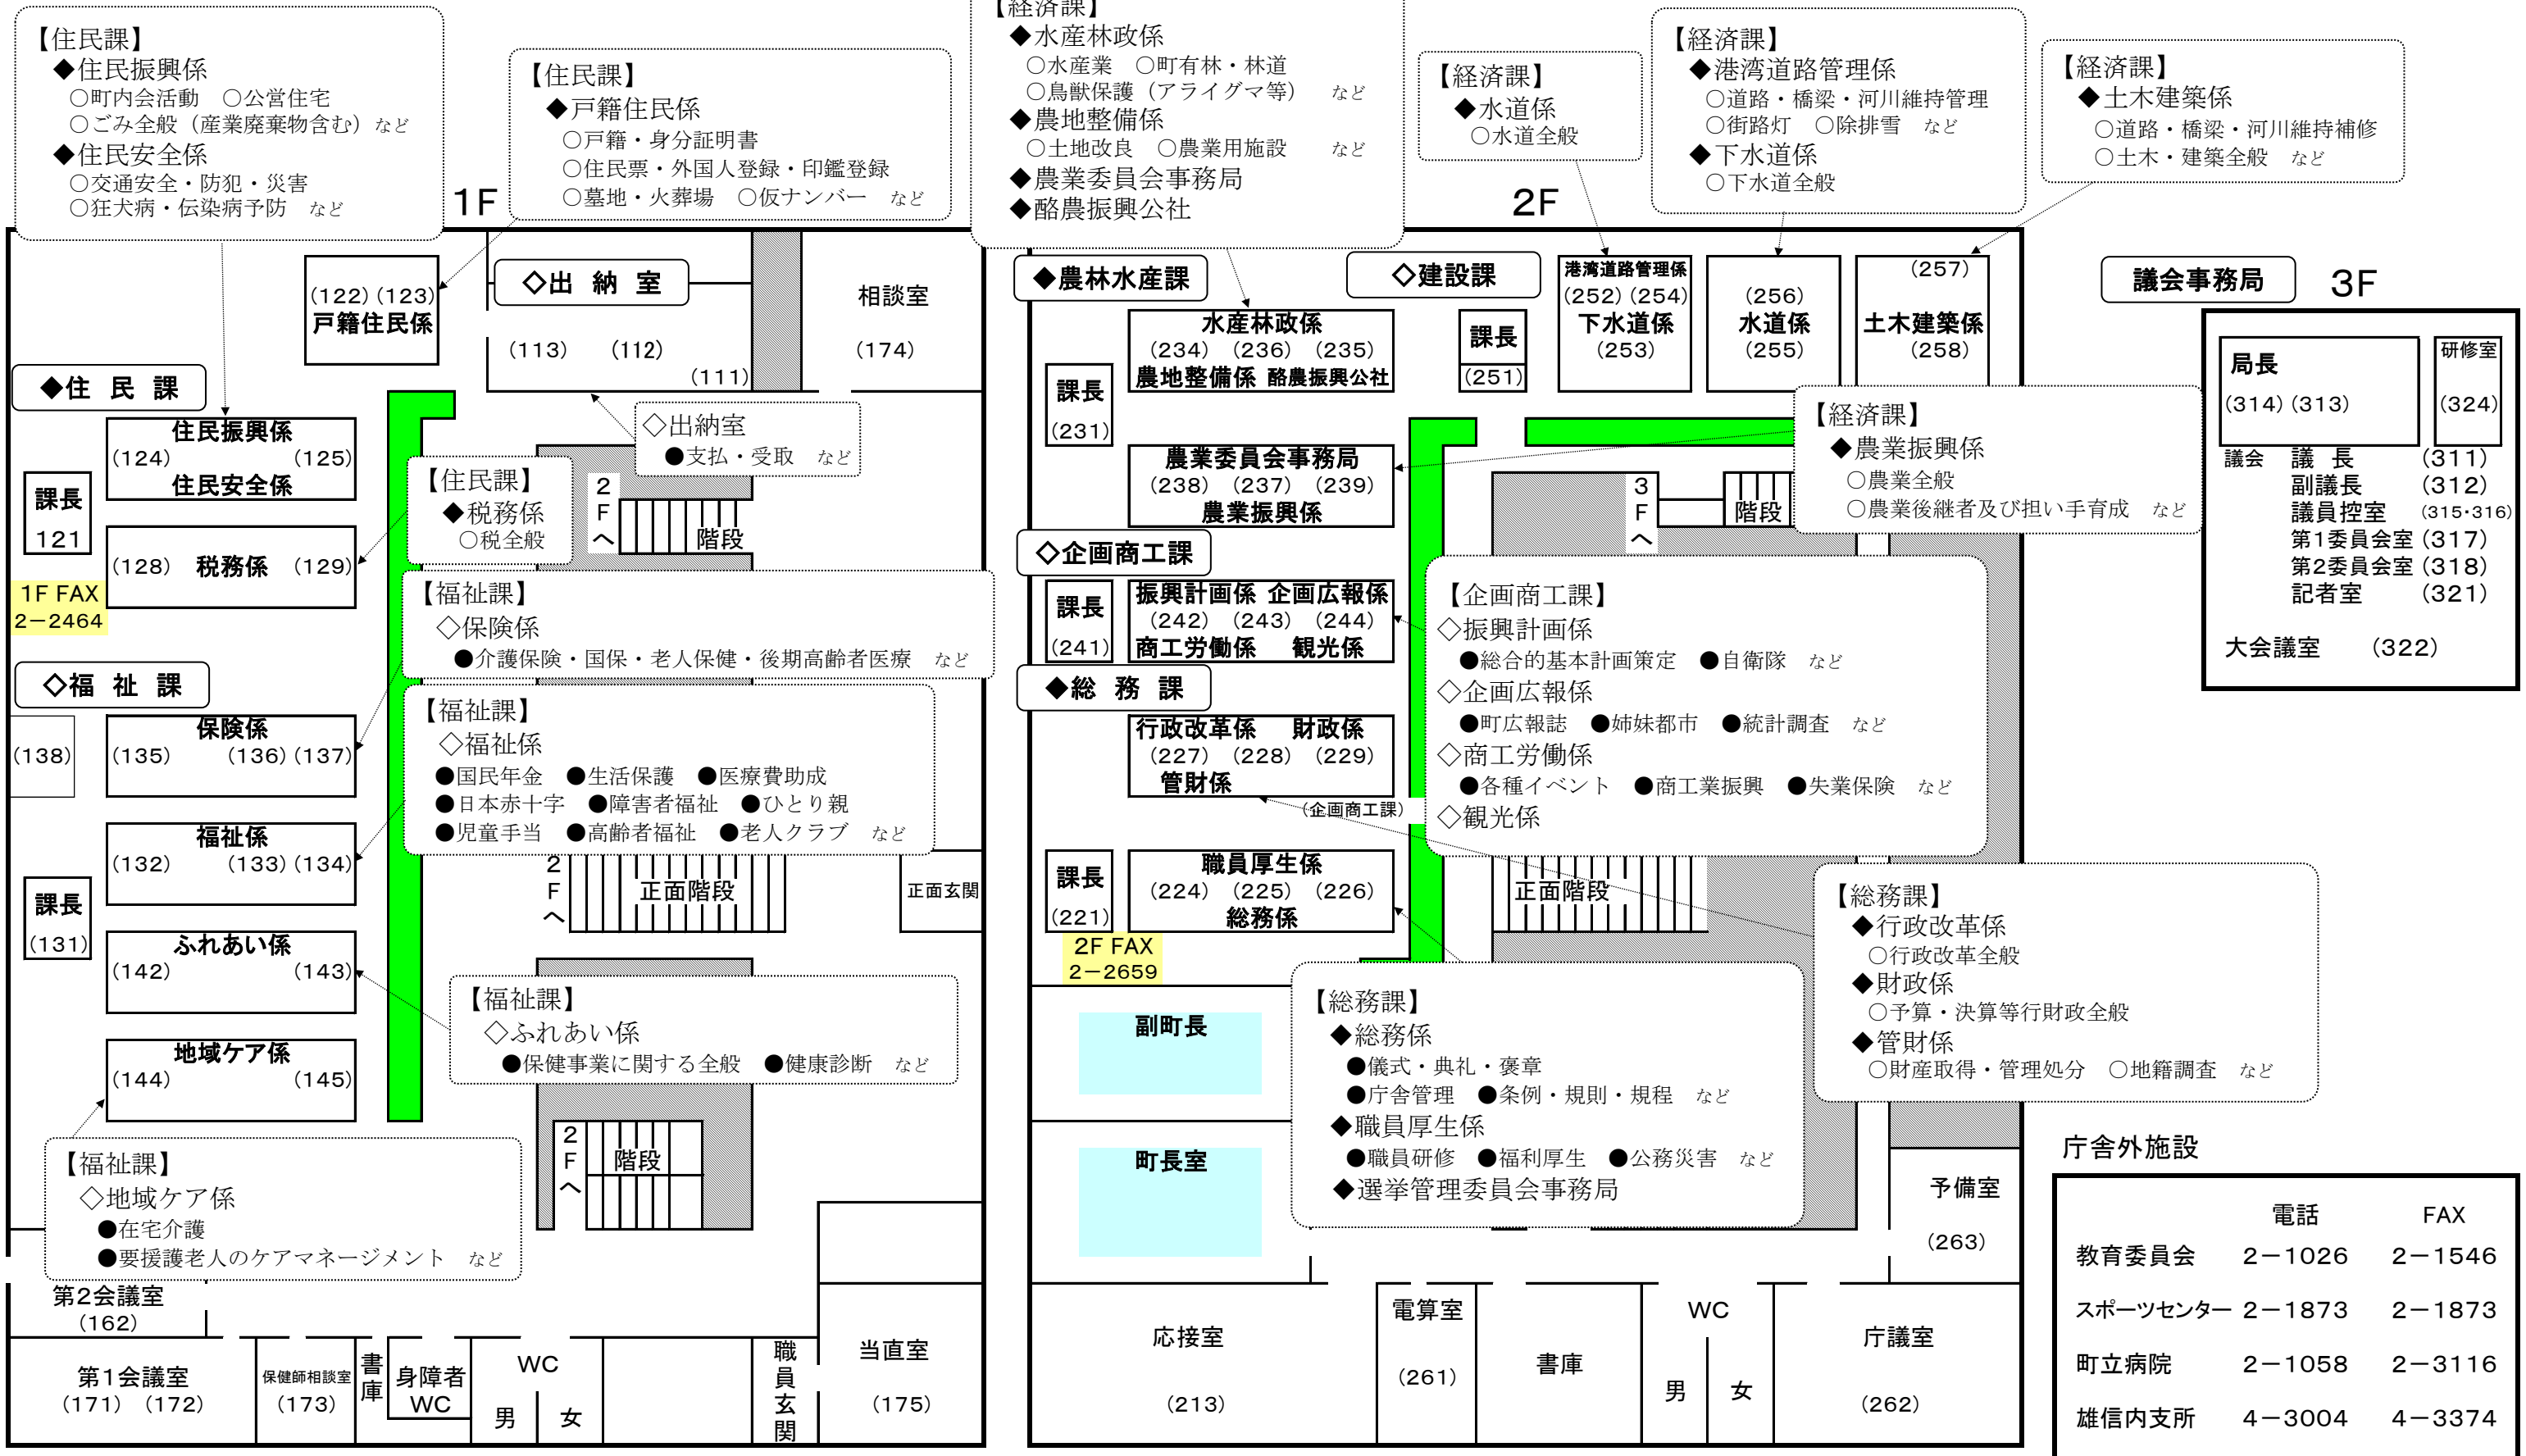 【住民課】
◆住民振興係
○町内会活動　○公営住宅
○ごみ全般（産業廃棄物含む）など
◆住民安全係
○交通安全・防犯・災害
○狂犬病・伝染病予防　など
1F
【住民課】
◆戸籍住民係
○戸籍・身分証明書
○住民票・外国人登録・印鑑登録
○墓地・火葬場　○仮ナンバー　など
【経済課】
◆水産林政係
○水産業　○町有林・林道
○鳥獣保護（アライグマ等）　など
◆農地整備係
○土地改良　○農業用施設　など
◆農業委員会事務局
◆酪農振興公社
【経済課】
◆水道係
○水道全般
2F
【経済課】
◆港湾道路管理係
○道路・橋梁・河川維持管理
○街路灯　○除排雪　など
◆下水道係
○下水道全般
【経済課】
◆土木建築係
○道路・橋梁・河川維持補修
○土木・建築全般　など
(122)(123)
戸籍住民係
◇出　納　室
(113)　(112)
(111)
相談室
(174)
◆住　民　課
住民振興係
(124)　(125)
住民安全係
課長
121
(128)　税務係　(129)
1F FAX
2－2464
◇出納室
●支払・受取　など
【住民課】
◆税務係
○税全般
2Fへ
階段
【福祉課】
◇保険係
●介護保険・国保・老人保健・後期高齢者医療　など
◇福　祉　課
(138)
保険係
(135)　(136)(137)
【福祉課】
◇福祉係
●国民年金　●生活保護　●医療費助成
●日本赤十字　●障害者福祉　●ひとり親
●児童手当　●高齢者福祉　●老人クラブ　など
福祉係
(132)　(133)(134)
課長
(131)
2Fへ
正面階段
正面玄関
ふれあい係
(142)　(143)
【福祉課】
◇ふれあい係
●保健事業に関する全般　●健康診断　など
地域ケア係
(144)　(145)
2Fへ
階段
【福祉課】
◇地域ケア係
●在宅介護
●要援護老人のケアマネージメント　など
第2会議室
(162)
第1会議室
(171)　(172)
保健師相談室
(173)
書庫
身障者
WC
WC
男　女
職員玄関
当直室
(175)
◆農林水産課
水産林政係
(234)　(236)　(235)
農地整備係　酪農振興公社
課長
(231)
農業委員会事務局
(238)　(237)　(239)
農業振興係
◇建設課
課長
(251)
港湾道路管理係
(252)(254)
下水道係
(253)
(256)
水道係
(255)
(257)
土木建築係
(258)
【経済課】
◆農業振興係
○農業全般
○農業後継者及び担い手育成　など
3Fへ
階段
◇企画商工課
課長
(241)
振興計画係　企画広報係
(242)　(243)　(244)
商工労働係　観光係
【企画商工課】
◇振興計画係
●総合的基本計画策定　●自衛隊　など
◇企画広報係
●町広報誌　●姉妹都市　●統計調査　など
◇商工労働係
●各種イベント　●商工業振興　●失業保険　など
◇観光係
◆総　務　課
行政改革係　財政係
(227)　(228)　(229)
管財係
(企画商工課)
課長
(221)
職員厚生係
(224)　(225)　(226)
総務係
2F FAX
2－2659
正面階段
【総務課】
◆行政改革係
○行政改革全般
◆財政係
○予算・決算等行財政全般
◆管財係
○財産取得・管理処分　○地籍調査　など
【総務課】
◆総務係
●儀式・典礼・褒章
●庁舎管理　●条例・規則・規程　など
◆職員厚生係
●職員研修　●福利厚生　●公務災害　など
◆選挙管理委員会事務局
副町長
町長室
予備室
(263)
応接室
(213)
電算室
(261)
書庫
WC
男　女
庁議室
(262)
議会事務局　3F
局長
(314)(313)
研修室
(324)
議会　議　長　(311)
副議長　(312)
議員控室　(315・316)
第1委員会室　(317)
第2委員会室　(318)
記者室　(321)
大会議室　(322)
庁舎外施設
電話　FAX
教育委員会　2－1026　2－1546
スポーツセンター　2－1873　2－1873
町立病院　2－1058　2－3116
雄信内支所　4－3004　4－3374